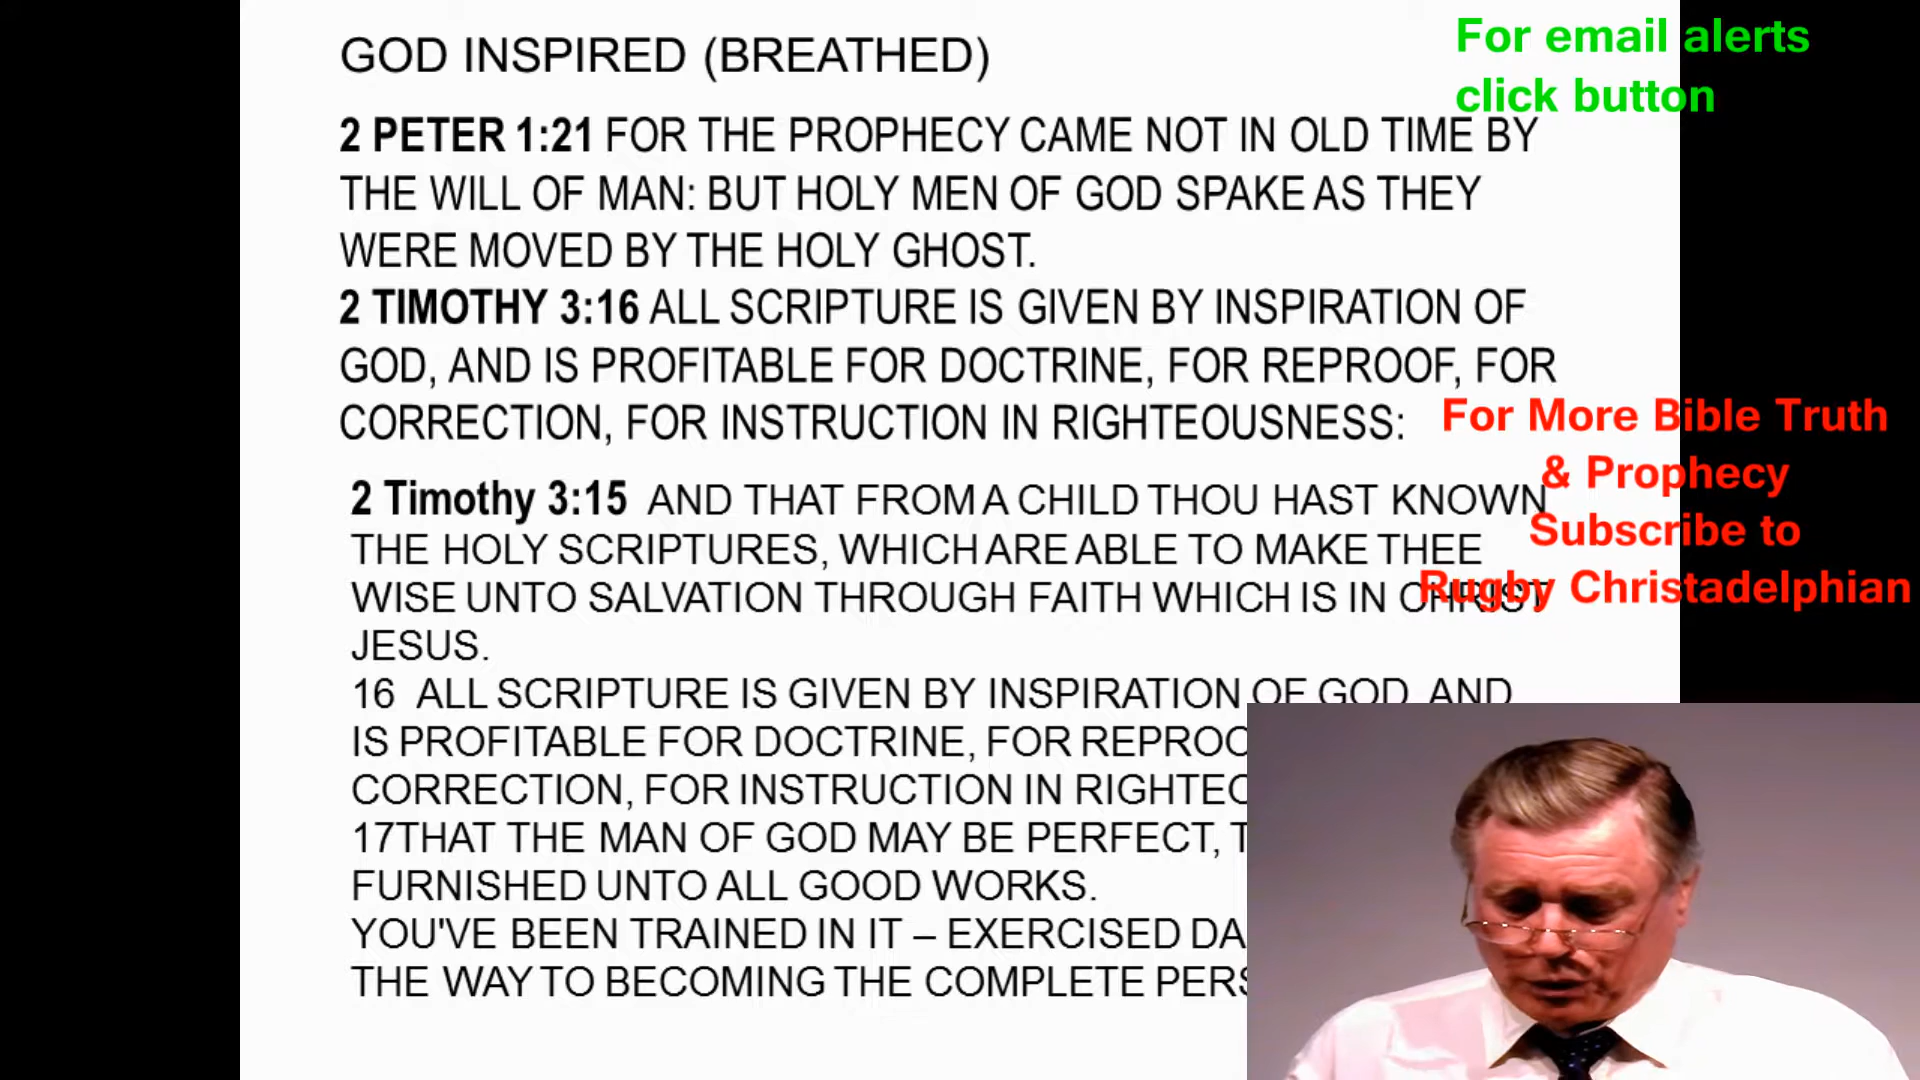 GOD INSPIRED (BREATHED)
2 PETER 1:21 FOR THE PROPHECY CAME NOT IN OLD TIME BY
THE WILL OF MAN: BUT HOLY MEN OF GOD SPAKE AS THEY
WERE MOVED BY THE HOLY GHOST.
2 TIMOTHY 3:16 ALL SCRIPTURE IS GIVEN BY INSPIRATION OF
GOD, AND IS PROFITABLE FOR DOCTRINE, FOR REPROOF, FOR
CORRECTION, FOR INSTRUCTION IN RIGHTEOUSNESS:
2 Timothy 3:15 AND THAT FROM A CHILD THOU HAST KNOWN
THE HOLY SCRIPTURES, WHICH ARE ABLE TO MAKE THEE
WISE UNTO SALVATION THROUGH FAITH WHICH IS IN CHRIST
JESUS.
16 ALL SCRIPTURE IS GIVEN BY INSPIRATION OF GOD AND
IS PROFITABLE FOR DOCTRINE, FOR
CORRECTION, FOR INSTRUCTION IN
17THAT THE MAN OF GOD MAY BE PERFECT,
FURNISHED UNTO ALL GOOD WORKS.
YOU'VE BEEN TRAINED IN IT – EXERCISED
THE WAY TO BECOMING THE COMPLETE
For email alerts
click button
For More Bible Truth
& Prophecy
Subscribe to
Rugby Christadelphian